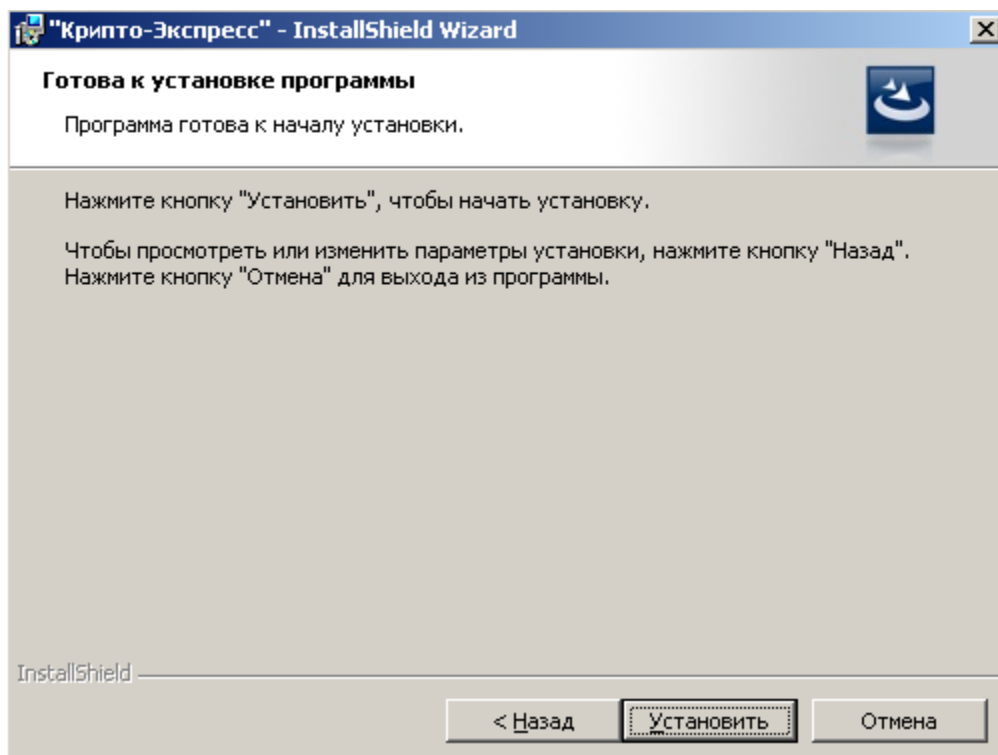 "Крипто-Экспресс" - InstallShield Wizard
Готова к установке программы
Программа готова к началу установки.
Нажмите кнопку "Установить", чтобы начать установку.
Чтобы просмотреть или изменить параметры установки, нажмите кнопку "Назад".
Нажмите кнопку "Отмена" для выхода из программы.
InstallShield
< Назад
Установить
Отмена